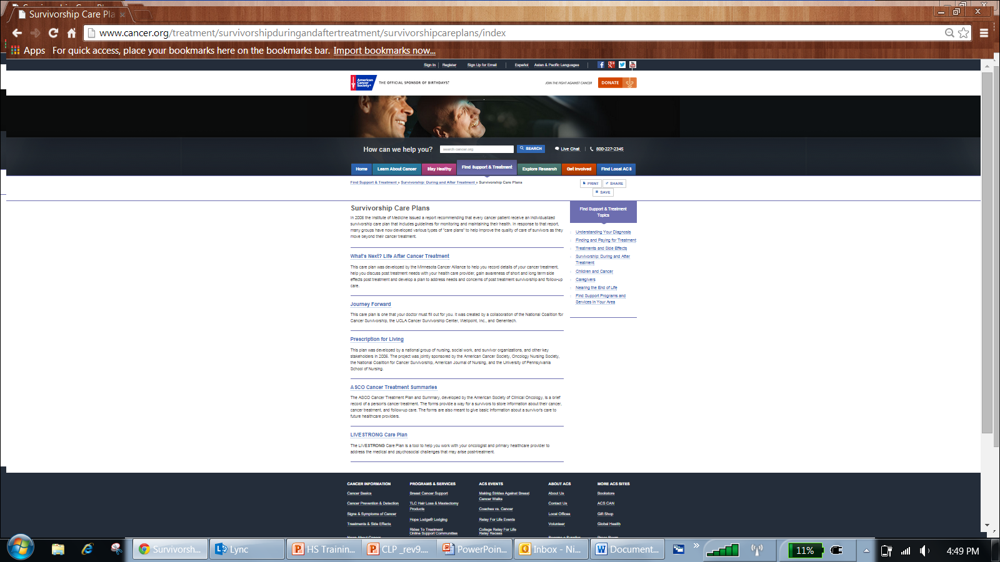 Survivorship Care Pla
www.cancer.org/treatment/survivorshipduringandaftertreatment/survivorshipcareplans/index
Apps For quick access, place your bookmarks here on the bookmarks bar. Import bookmarks now...
Sign In | Register Sign Up for Email | Español Asian & Pacific Languages |
American Cancer Society® THE OFFICIAL SPONSOR OF BIRTHDAYS.® JOIN THE FIGHT AGAINST CANCER DONATE
How can we help you? search cancer.org SEARCH Live Chat | 800-227-2345
Home Learn About Cancer Stay Healthy Find Support & Treatment Explore Research Get Involved Find Local ACS
Find Support & Treatment » Survivorship: During and After Treatment » Survivorship Care Plans
PRINT SHARE
SAVE
Survivorship Care Plans
In 2006 the Institute of Medicine issued a report recommending that every cancer patient receive an individualized
survivorship care plan that includes guidelines for monitoring and maintaining their health. In response to that report,
many groups have now developed various types of "care plans" to help improve the quality of care of survivors as they
move beyond their cancer treatment.
What's Next? Life After Cancer Treatment
This care plan was developed by the Minnesota Cancer Alliance to help you record details of your cancer treatment,
help you discuss post treatment needs with your health care provider, gain awareness of short and long term side
effects post treatment and develop a plan to address needs and concerns of post treatment survivorship and follow-up
care.
Journey Forward
This care plan is one that your doctor must fill out for you. It was created by a collaboration of the National Coalition for
Cancer Survivorship, the UCLA Cancer Survivorship Center, Wellpoint, Inc., and Genentech.
Prescription for Living
This plan was developed by a national group of nursing, social work, and survivor organizations, and other key
stakeholders in 2006. The project was jointly sponsored by the American Cancer Society, Oncology Nursing Society,
the National Coalition for Cancer Survivorship, American Journal of Nursing, and the University of Pennsylvania
School of Nursing.
ASCO Cancer Treatment Summaries
The ASCO Cancer Treatment Plan and Summary, developed by the American Society of Clinical Oncology, is a brief
record of a person's cancer treatment. The forms provide a way for a survivors to store information about their cancer,
cancer treatment, and follow-up care. The forms are also meant to give basic information about a survivor's care to
future healthcare providers.
LIVESTRONG Care Plan
The LIVESTRONG Care Plan is a tool to help you work with your oncologist and primary healthcare provider to
address the medical and psychosocial challenges that may arise post-treatment.
Find Support & Treatment
Topics
Understanding Your Diagnosis
Finding and Paying for Treatment
Treatments and Side Effects
Survivorship: During and After
Treatment
Children and Cancer
Caregivers
Nearing the End of Life
Find Support Programs and
Services in Your Area
CANCER INFORMATION
Cancer Basics
Cancer Prevention & Detection
Signs & Symptoms of Cancer
Treatments & Side Effects
News About Cancer
PROGRAMS & SERVICES
Breast Cancer Support
TLC Hair Loss & Mastectomy
Products
Hope Lodge® Lodging
Rides To Treatment
Online Support Communities
ACS EVENTS
Making Strides Against Breast
Cancer Walks
Coaches vs. Cancer
Relay For Life Events
College Relay For Life
Relay Recess
ABOUT ACS
About Us
Contact Us
Local Offices
Volunteer
MORE ACS SITES
Bookstore
ACS CAN
Gift Shop
Global Health
Press Room
Survivorsh... Lync HS Trainin... CLP _rev9.... PowerPoin... Inbox - Ni... Document... » 11% 4:49 PM